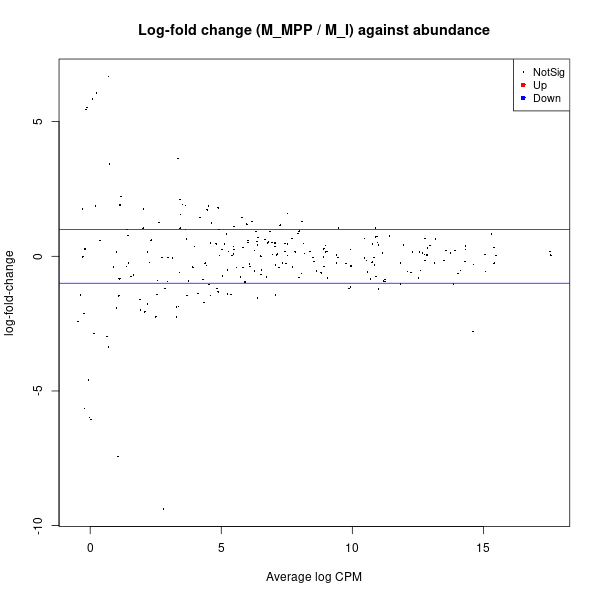 Log-fold change (M_MPP / M_I) against abundance
NotSig
Up
Down
log-fold-change
5
0
-5
-10
0 5 10 15
Average log CPM